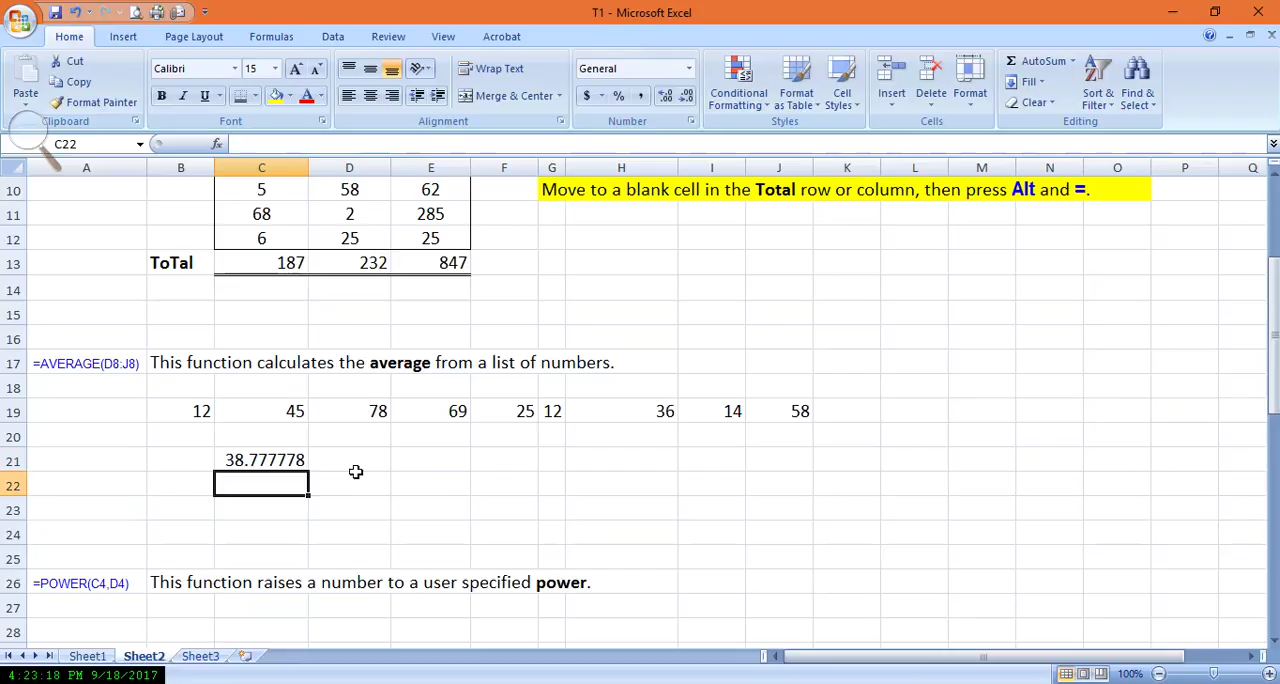 T1 - Microsoft Excel
Home Insert Page Layout Formulas Data Review View Acrobat
Paste Cut Copy Format Painter Clipboard
Calibri 15 A A B I U A Font
Wrap Text Merge & Center Alignment
General $ % , .0 .00 .00 .0 Number
Conditional Formatting Format as Table Cell Styles Styles
Insert Delete Format Cells
Σ AutoSum Fill Clear Sort & Filter Find & Select Editing
C22 fx
A B C D E F G H I J K L M N O P Q
10 5 58 62 Move to a blank cell in the Total row or column, then press Alt and =.
11 68 2 285
12 6 25 25
13 ToTal 187 232 847
14
15
16
17 =AVERAGE(D8:J8) This function calculates the average from a list of numbers.
18
19 12 45 78 69 25 12 36 14 58
20
21 38.777778
22
23
24
25
26 =POWER(C4,D4) This function raises a number to a user specified power.
27
28
Sheet1 Sheet2 Sheet3
4:23:18 PM 9/18/2017 100%